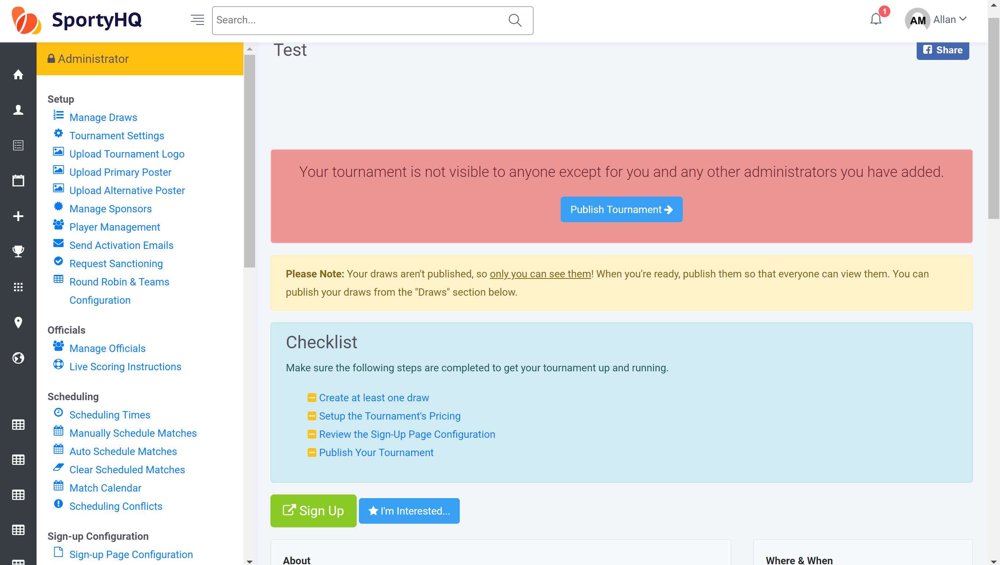 SportyHQ
Search...
1
AM
Allan
Administrator
Setup
Manage Draws
Tournament Settings
Upload Tournament Logo
Upload Primary Poster
Upload Alternative Poster
Manage Sponsors
Player Management
Send Activation Emails
Request Sanctioning
Round Robin & Teams
Configuration
Officials
Manage Officials
Live Scoring Instructions
Scheduling
Scheduling Times
Manually Schedule Matches
Auto Schedule Matches
Clear Scheduled Matches
Match Calendar
Scheduling Conflicts
Sign-up Configuration
Sign-up Page Configuration
Test
Share
Your tournament is not visible to anyone except for you and any other administrators you have added.
Publish Tournament
Please Note: Your draws aren't published, so only you can see them! When you're ready, publish them so that everyone can view them. You can
publish your draws from the "Draws" section below.
Checklist
Make sure the following steps are completed to get your tournament up and running.
Create at least one draw
Setup the Tournament's Pricing
Review the Sign-Up Page Configuration
Publish Your Tournament
Sign Up
I'm Interested...
About
Where & When